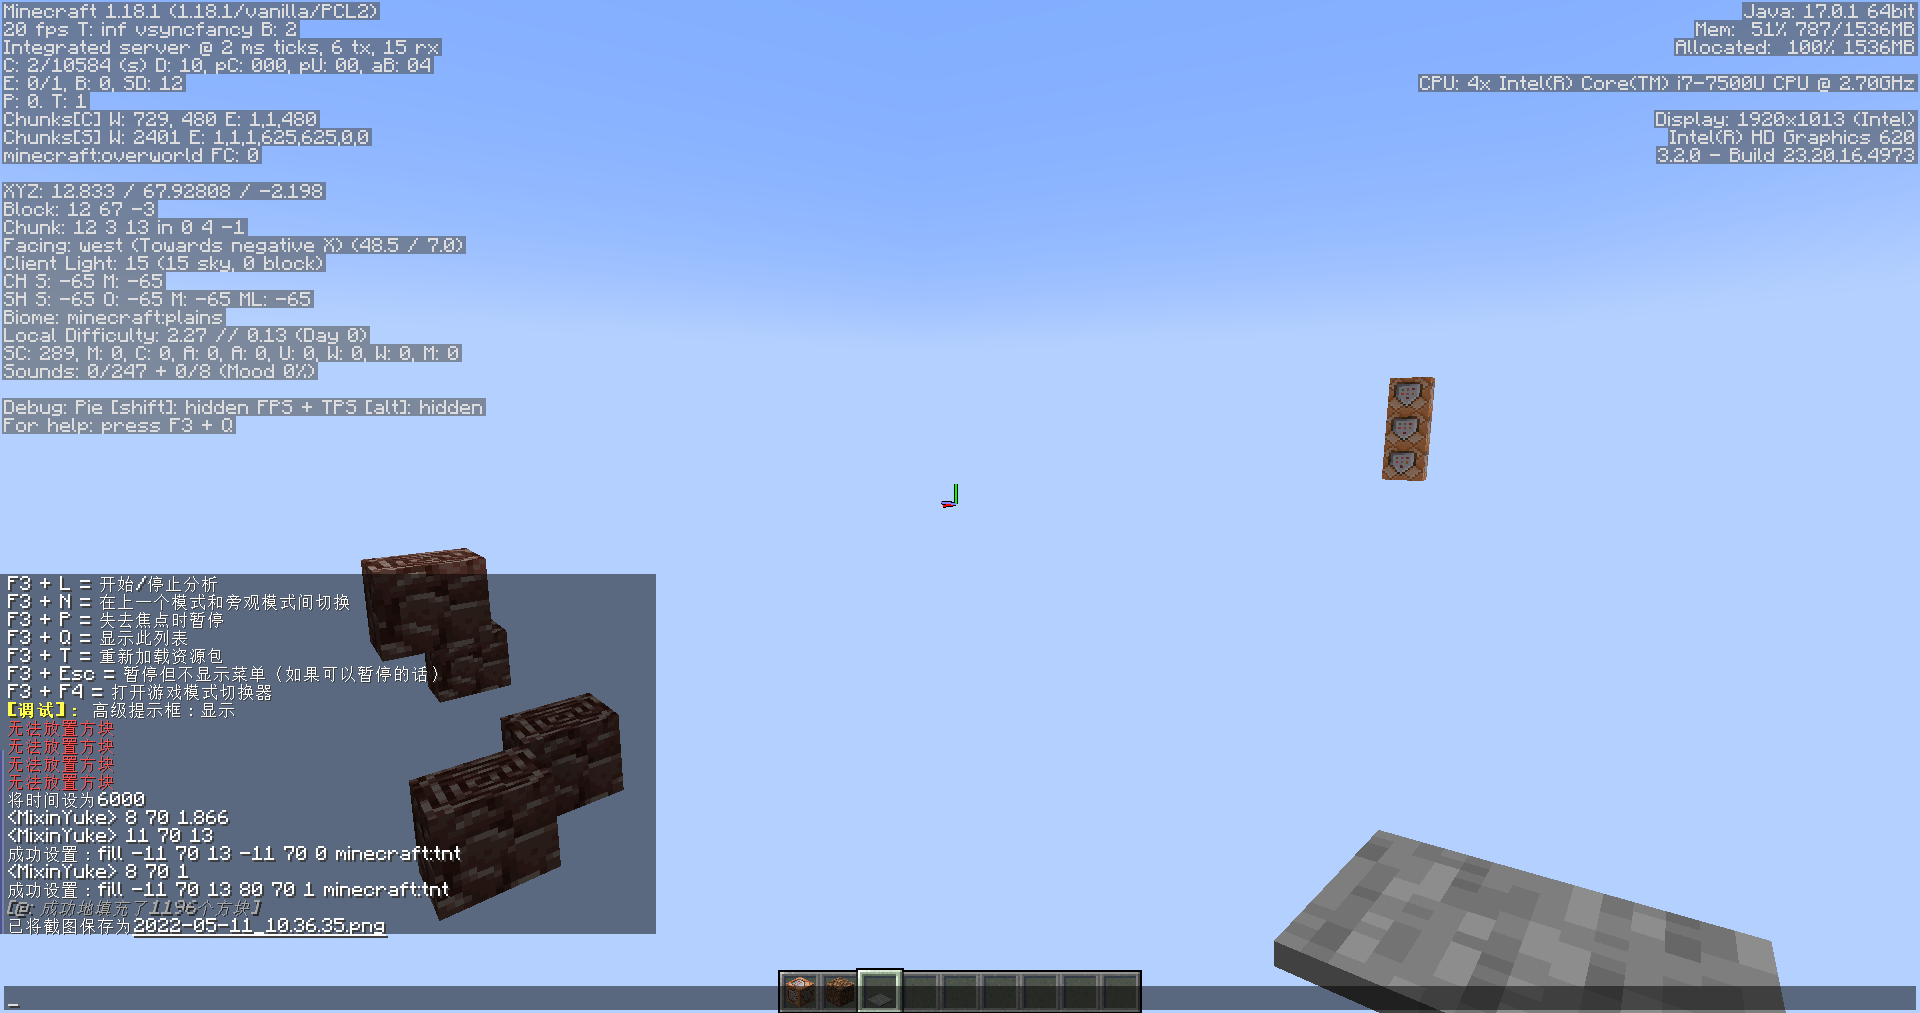 Minecraft 1.18.1 (1.18.1/vanilla/PCL2)
20 fps T: inf vsyncfancy B: 2
Integrated server @ 2 ms ticks, 6 tx, 15 rx
C: 2/10584 (s) D: 10, pC: 000, pU: 00, aB: 04
E: 0/1, B: 0, SD: 12
P: 0. T: 1
Chunks[C] W: 729, 480 E: 1,1,480
Chunks[S] W: 2401 E: 1,1,1,625,625,0,0
minecraft:overworld FC: 0
XYZ: 12.833 / 67.92808 / -2.198
Block: 12 67 -3
Chunk: 12 3 13 in 0 4 -1
Facing: west (Towards negative X) (48.5 / 7.0)
Client Light: 15 (15 sky, 0 block)
CH S: -65 M: -65
SH S: -65 O: -65 M: -65 ML: -65
Biome: minecraft:plains
Local Difficulty: 2.27 // 0.13 (Day 0)
SC: 289, M: 0, C: 0, A: 0, A: 0, U: 0, W: 0, W: 0, M: 0
Sounds: 0/247 + 0/8 (Mood 0%)
Debug: Pie [shift]: hidden FPS + TPS [alt]: hidden
For help: press F3 + Q
Java: 17.0.1 64bit
Mem: 51% 787/1536MB
Allocated: 100% 1536MB
CPU: 4x Intel(R) Core(TM) i7-7500U CPU @ 2.70GHz
Display: 1920x1013 (Intel)
Intel(R) HD Graphics 620
3.2.0 - Build 23.20.16.4973
F3 + L = 开始/停止分析
F3 + N = 在上一个模式和旁观模式间切换
F3 + P = 失去焦点时暂停
F3 + Q = 显示此列表
F3 + T = 重新加载资源包
F3 + Esc = 暂停但不显示菜单（如果可以暂停的话）
F3 + F4 = 打开游戏模式切换器
[调试]：高级提示框：显示
无法放置方块
无法放置方块
无法放置方块
无法放置方块
将时间设为6000
<MixinYuke> 8 70 1.866
<MixinYuke> 11 70 13
成功设置：fill -11 70 13 -11 70 0 minecraft:tnt
<MixinYuke> 8 70 1
成功设置：fill -11 70 13 80 70 1 minecraft:tnt
[@: 成功地填充了1196个方块]
已将截图保存为2022-05-11_10.36.35.png
_